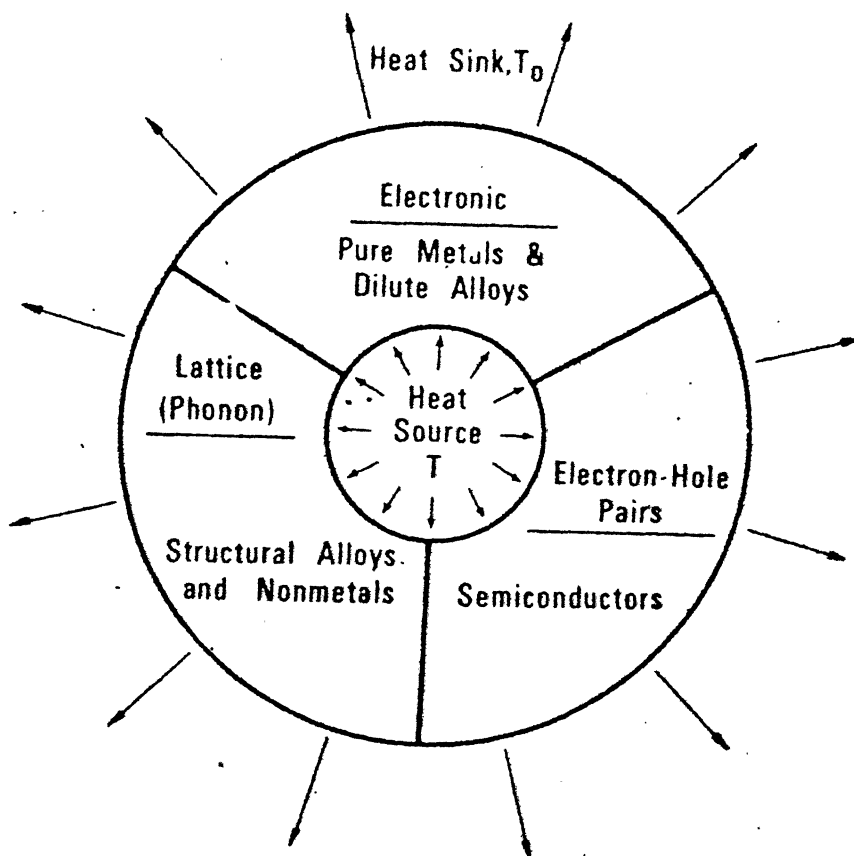 Heat Sink, T₀
Electronic
Pure Metals &
Dilute Alloys
Lattice
(Phonon)
Heat
Source
T
Electron-Hole
Pairs
Structural Alloys
and Nonmetals
Semiconductors